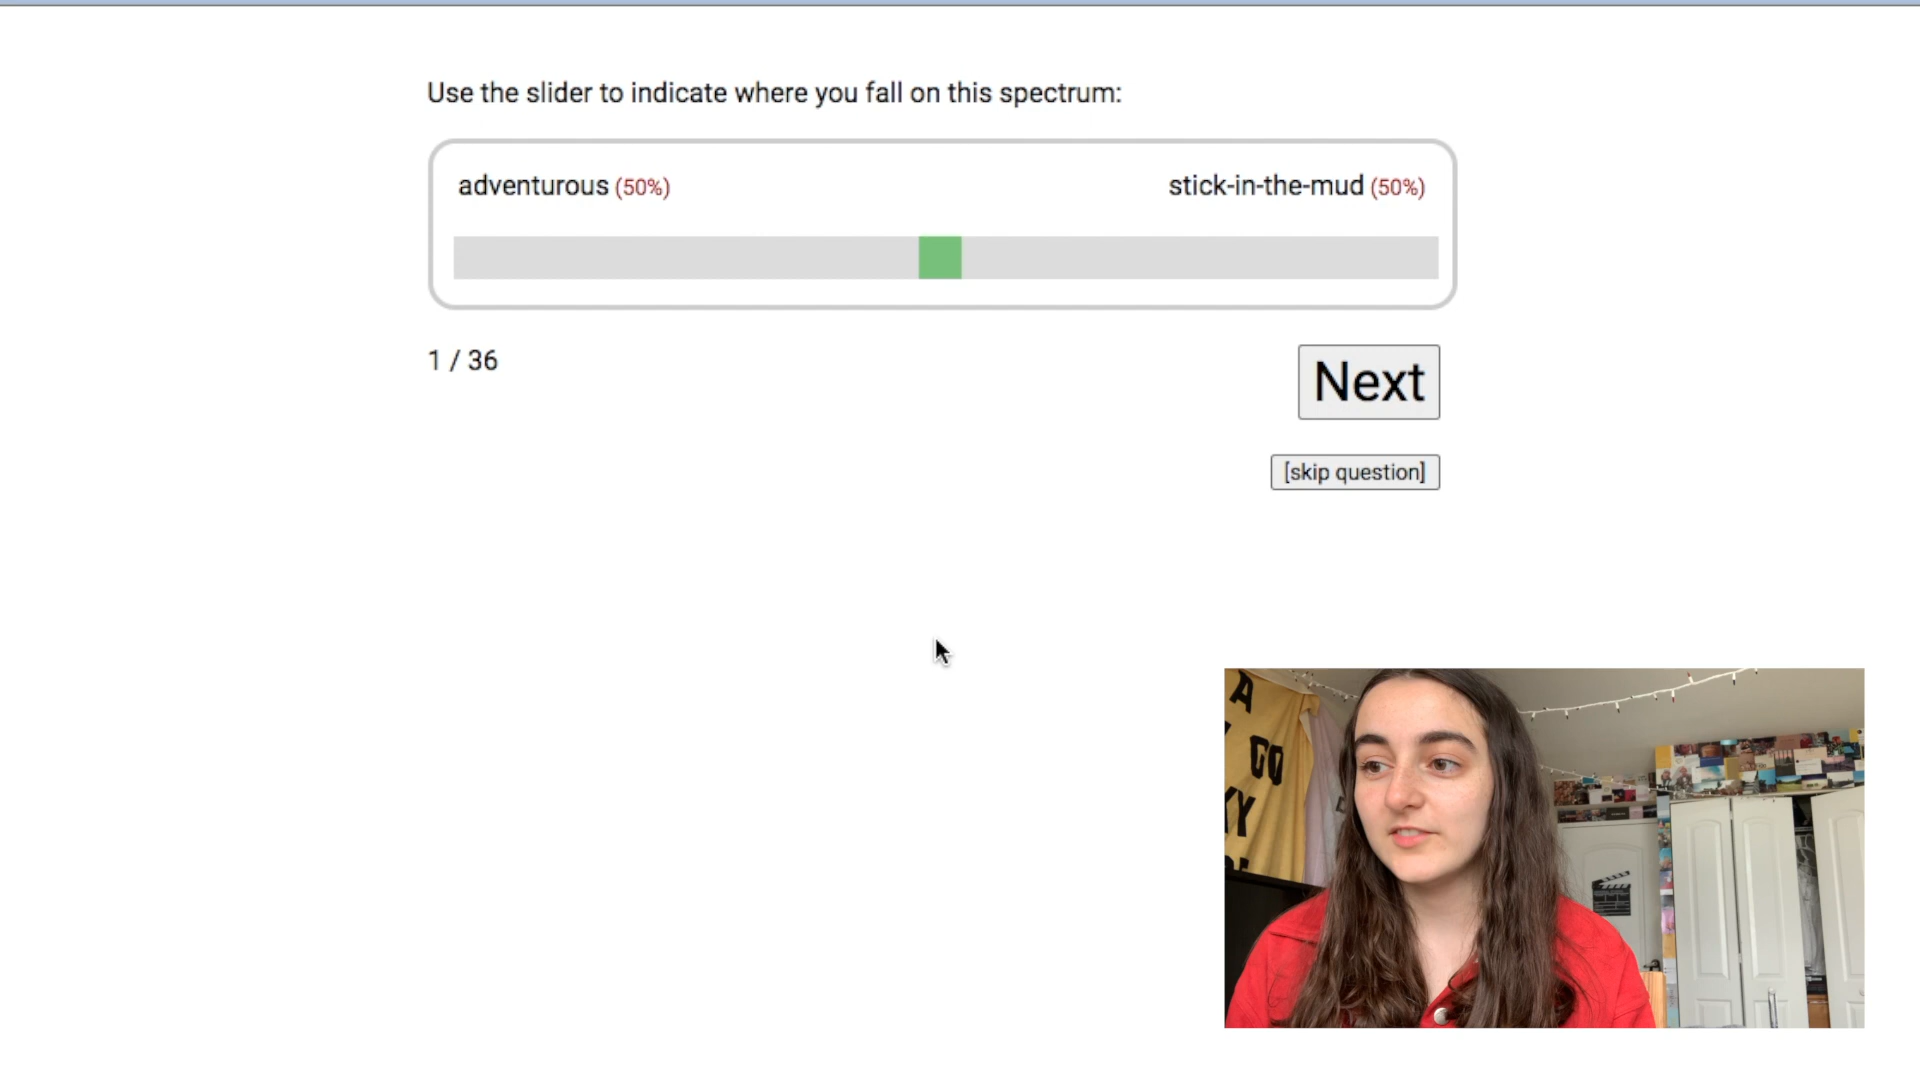 Use the slider to indicate where you fall on this spectrum:
adventurous (50%)
stick-in-the-mud (50%)
1 / 36
Next
[skip question]
A
GO